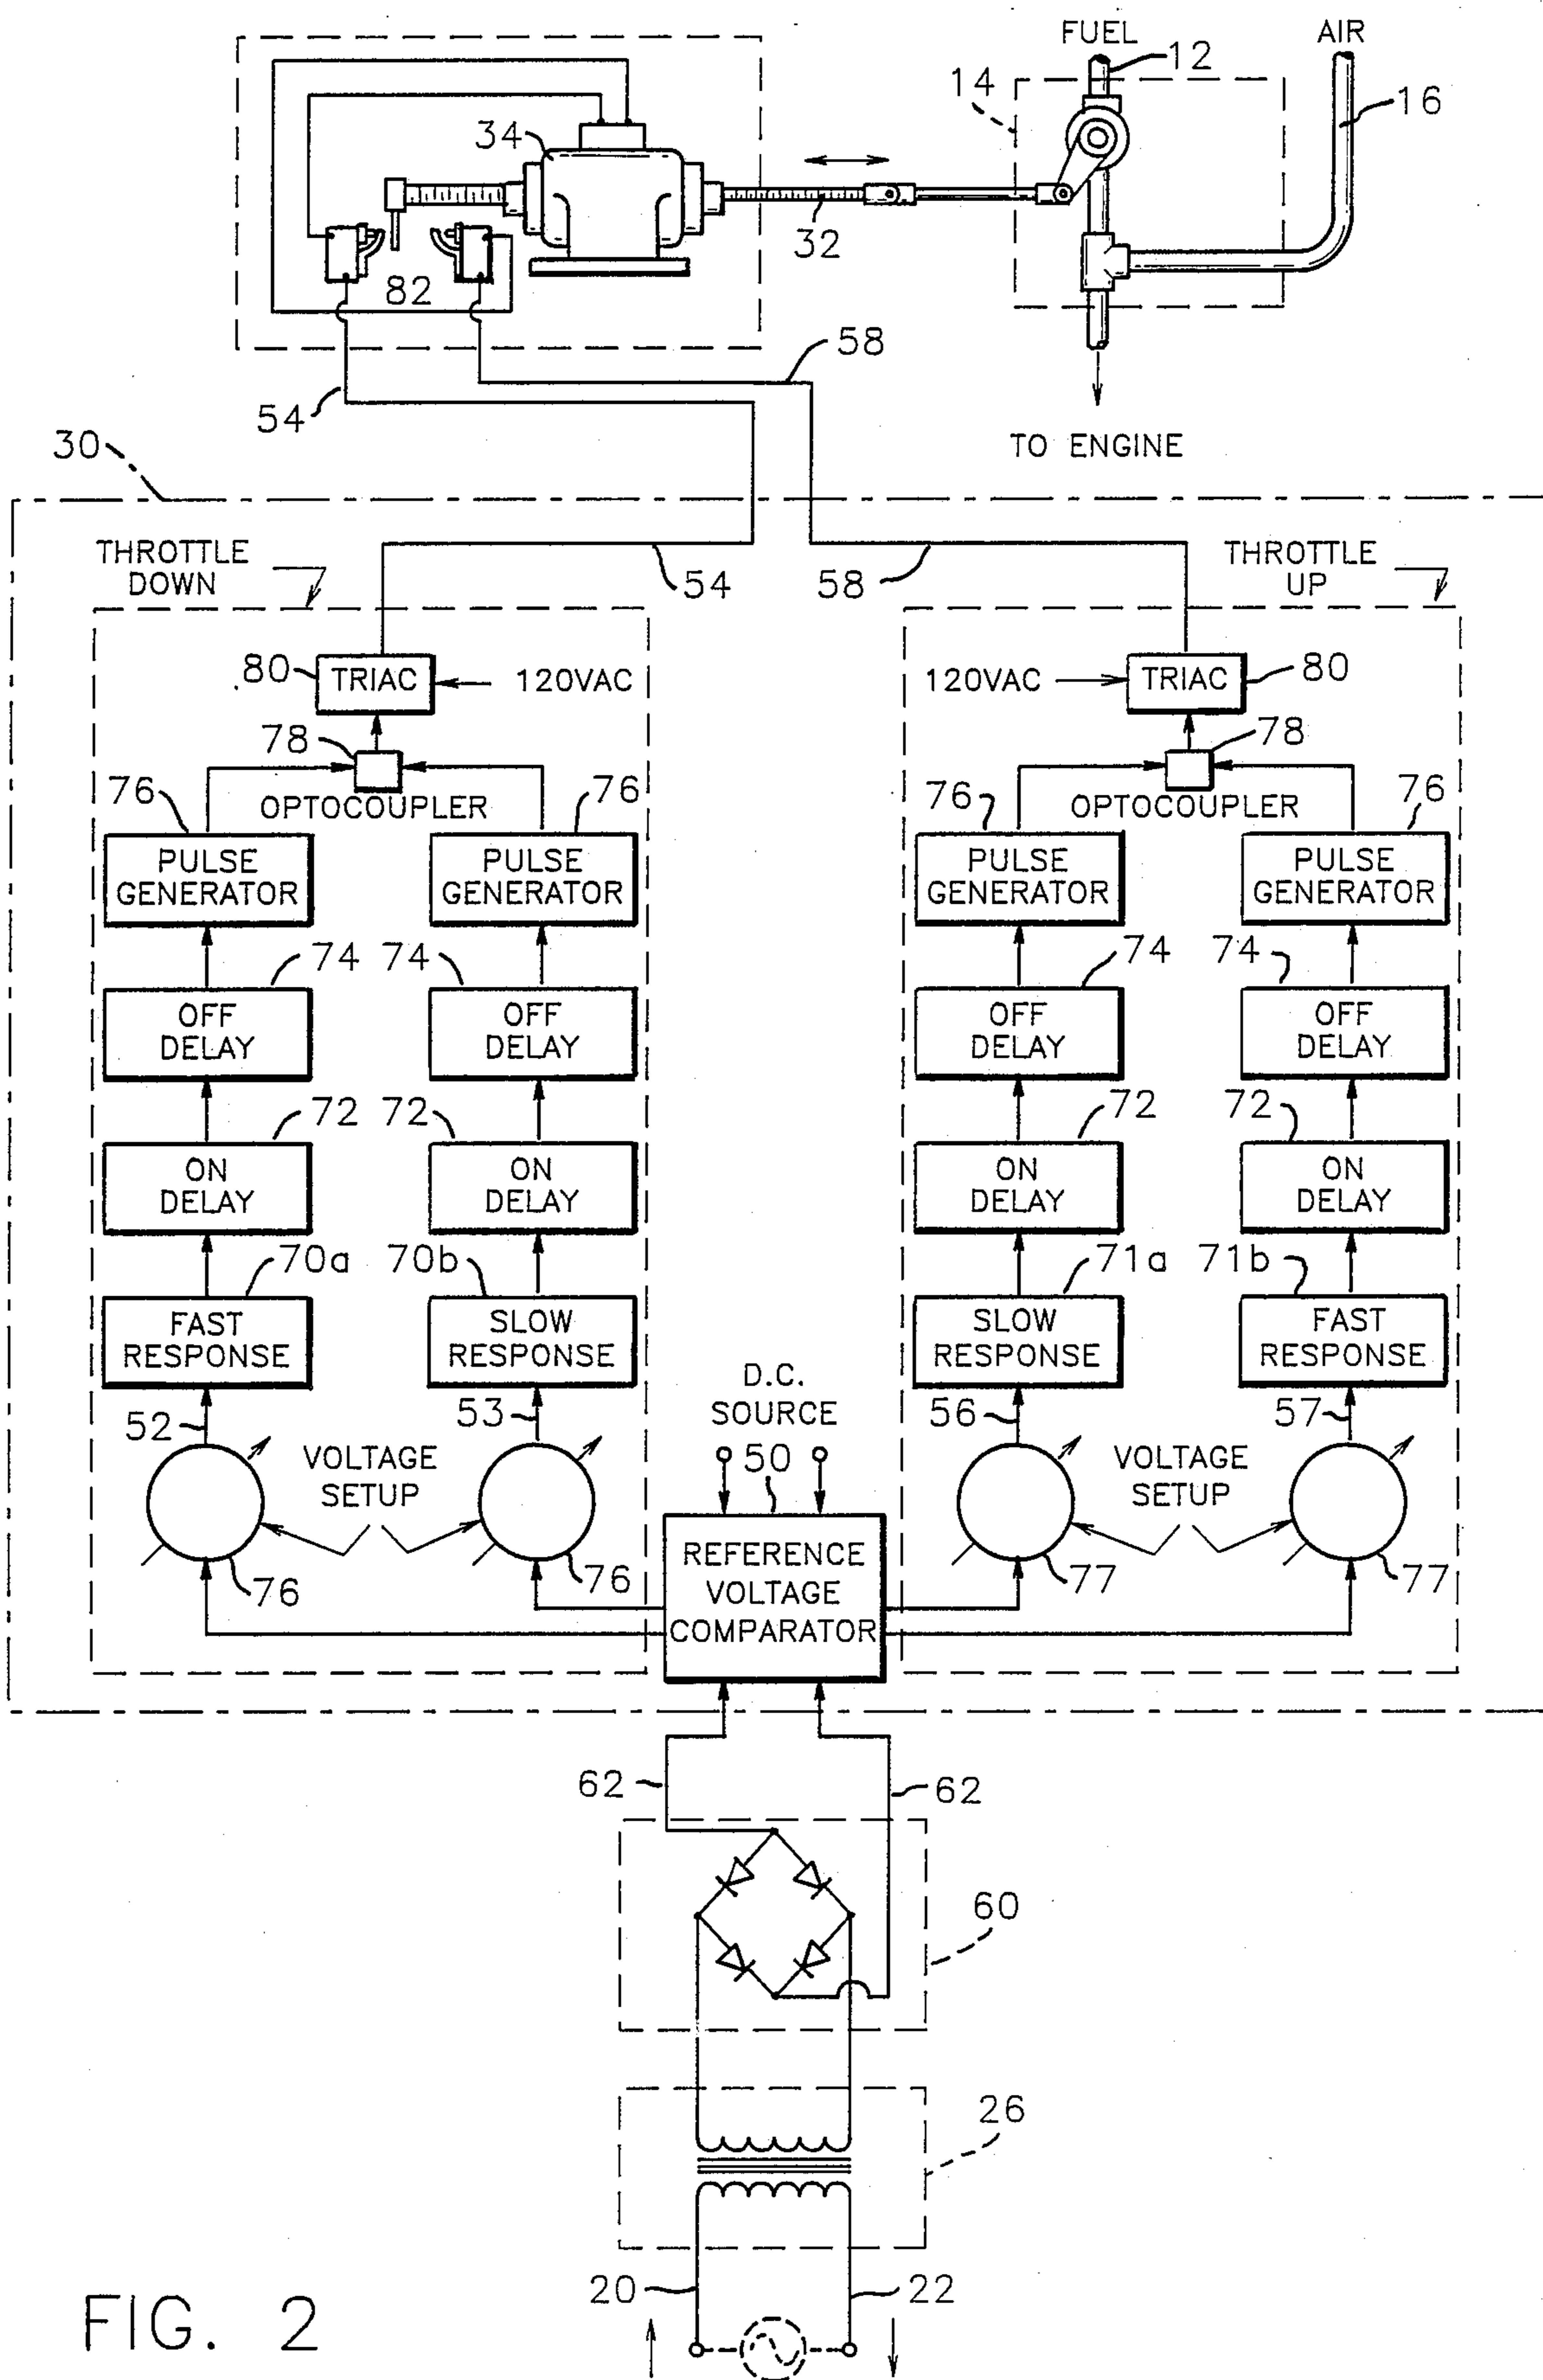 FUEL
AIR
12
14
16
34
32
82
58
54
TO ENGINE
30
THROTTLE
DOWN
54
58
THROTTLE
UP
80
TRIAC
120VAC
120VAC
TRIAC
80
78
78
76
OPTOCOUPLER
76
76
OPTOCOUPLER
76
PULSE
GENERATOR
PULSE
GENERATOR
PULSE
GENERATOR
PULSE
GENERATOR
74
74
74
74
OFF
DELAY
OFF
DELAY
OFF
DELAY
OFF
DELAY
72
72
72
72
ON
DELAY
ON
DELAY
ON
DELAY
ON
DELAY
70a
70b
71a
71b
FAST
RESPONSE
SLOW
RESPONSE
SLOW
RESPONSE
FAST
RESPONSE
D.C.
SOURCE
52
53
50
56
57
VOLTAGE
SETUP
VOLTAGE
SETUP
76
76
REFERENCE
VOLTAGE
COMPARATOR
77
77
62
62
60
26
20
22
FIG. 2